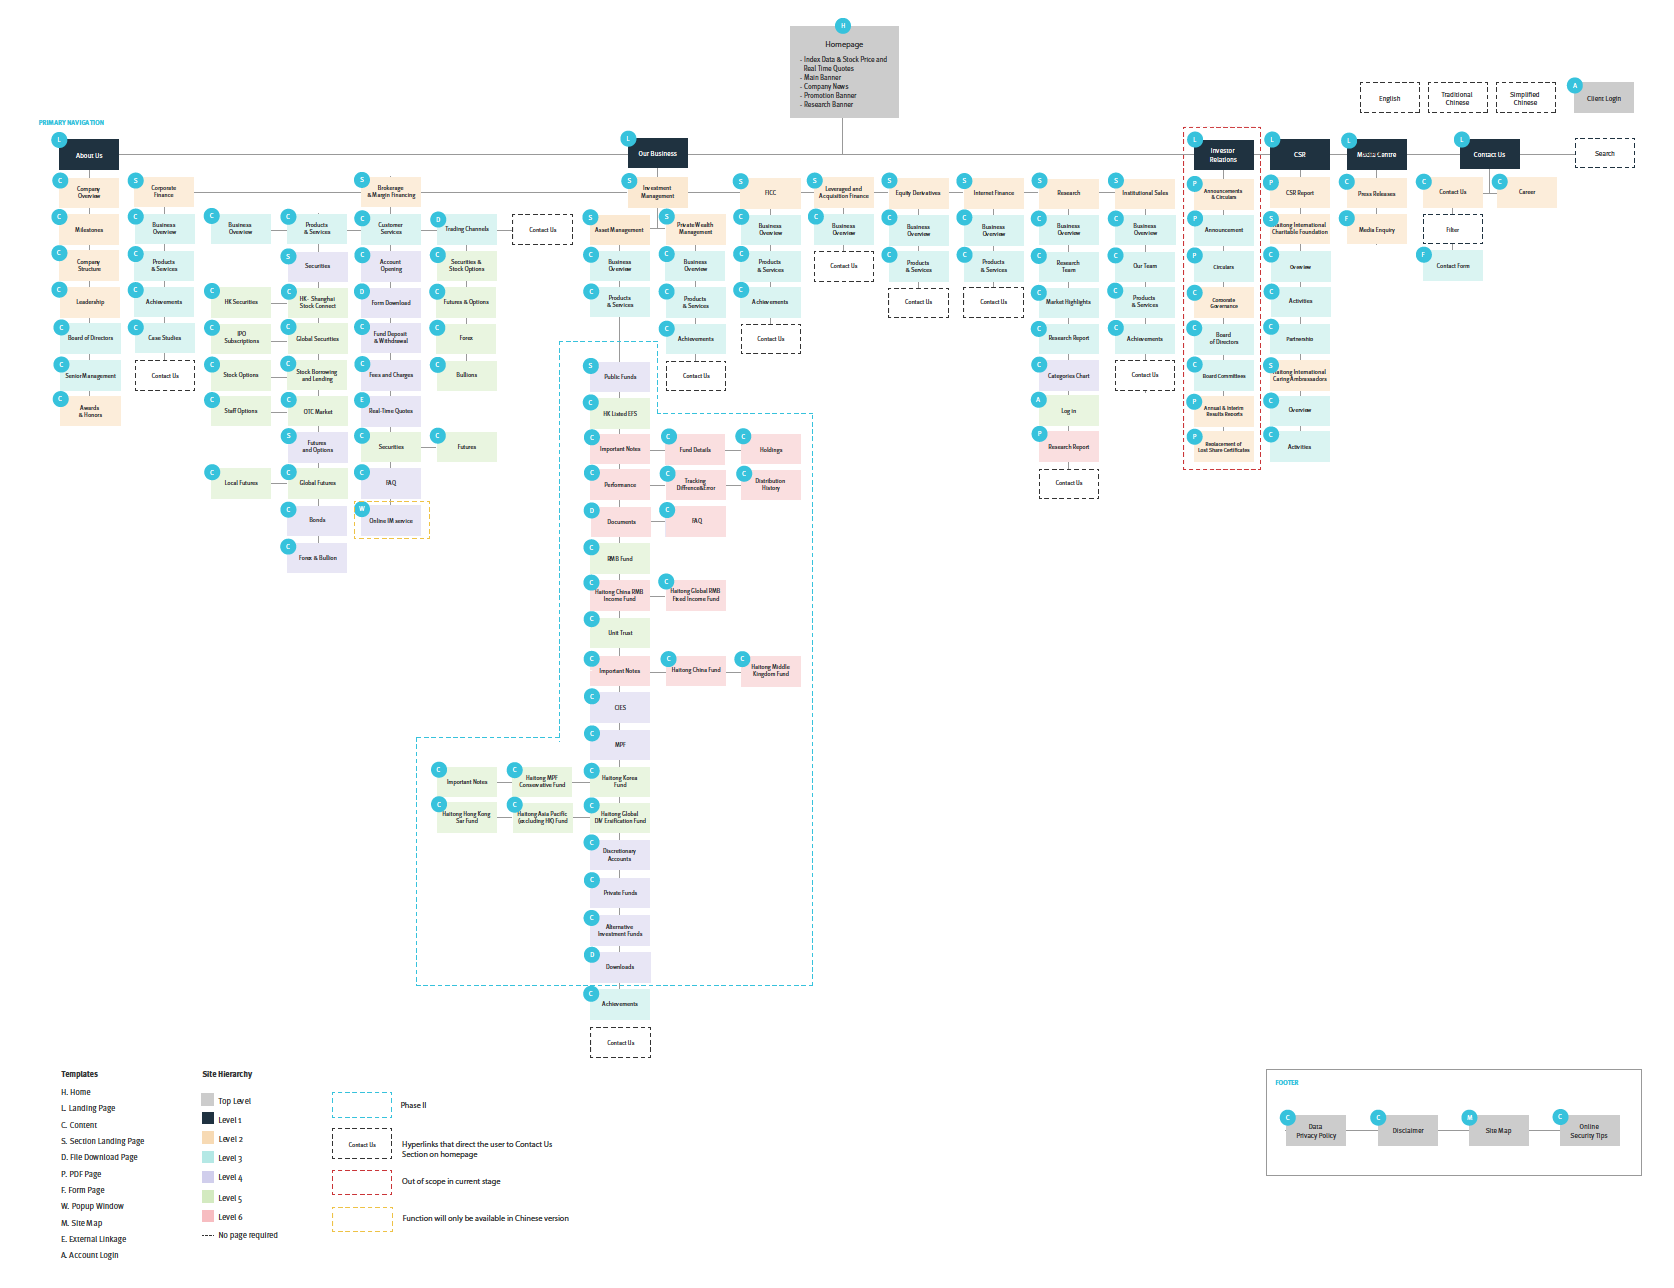 H
Homepage
- Index Data & Stock Price and
Real Time Quotes
- Main Banner
- Company News
- Promotion Banner
- Research Banner
English
Traditional
Chinese
Simplified
Chinese
A
Client Login
PRIMARY NAVIGATION
L
About Us
L
Our Business
L
Investor
Relations
L
CSR
L
Media Centre
L
Contact Us
Search
C
Company
Overview
C
Milestones
C
Company
Structure
C
Leadership
C
Board of Directors
C
Senior Management
C
Awards
& Honors
S
Corporate
Finance
C
Business
Overview
C
Products
& Sevices
C
Achievements
C
Case Studies
Contact Us
S
Brokerage
& Margin Financing
C
Business
Overview
C
HK Securities
C
IPO
Subscriptions
C
Stock Options
C
Staff Options
C
Local Futures
C
Products
& Sevices
S
Securities
C
HK - Shanghai
Stock Connect
C
Global Securities
C
Stock Borrowing
and Lending
C
OTC Market
S
Futures
and Options
C
Global Futures
C
Bonds
C
Forex & Bullion
C
Customer
Services
C
Account
Opening
D
Form Download
C
Fund Deposit
& Withdrawal
C
Fees and Charges
E
Real-Time Quotes
C
Securities
C
Futures
C
FAQ
W
Online IM service
D
Trading Channels
C
Securities &
Stock Options
C
Futures & Options
C
Forex
C
Bullions
Contact Us
S
Investment
Management
S
Asset Management
C
Business
Overview
C
Products
& Services
S
Public Funds
C
HK Listed EFS
C
Important Notes
C
Fund Details
C
Holdings
C
Performance
C
Tracking
Diffrence&Error
C
Distribution
History
D
Documents
C
FAQ
C
RMB Fund
C
Haitong China RMB
Income Fund
C
Haitong Global RMB
Fixed Income Fund
C
Unit Trust
C
Important Notes
C
Haitong China Fund
C
Haitong Middle
Kingdom Fund
C
CIES
C
MPF
C
Important Notes
C
Haitong MPF
Conservative Fund
C
Haitong Korea
Fund
C
Haitong Hong Kong
Sar Fund
C
Haitong Asia Pacific
(excluding HK) Fund
C
Haitong Global
DIV Ersification Fund
C
Discretionary
Accounts
C
Private Funds
C
Alternative
Investment Funds
D
Downloads
C
Achievements
Contact Us
S
Private Wealth
Management
C
Business
Overview
C
Products
& Sevices
C
Achievements
Contact Us
S
FICC
C
Business
Overview
C
Products
& Services
C
Achievements
Contact Us
S
Leveraged and
Acquisition Finance
C
Business
Overview
Contact Us
S
Equity Derivatives
C
Business
Overview
C
Products
& Services
Contact Us
S
Internet Finance
C
Business
Overview
C
Products
& Sevices
Contact Us
S
Research
C
Business
Overview
C
Research
Team
C
Market Highlights
C
Research Report
C
Categories Chart
A
Log in
P
Research Report
Contact Us
S
Institutional Sales
C
Business
Overview
C
Our Team
C
Products
& Sevices
C
Achievements
Contact Us
P
Announcements
& Circulars
P
Announcement
P
Circulars
C
Corporate
Governance
C
Board
of Directors
C
Board Committees
P
Annual & Interim
Results Reports
P
Replacement of
Lost Share Certificates
P
CSR Report
S
Haitong International
Charitable Foundation
C
Overview
C
Activities
C
Partnership
S
Haitong International
Caring Ambassadors
C
Overview
C
Activities
C
Press Releases
F
Media Enquiry
C
Contact Us
C
Career
Filter
F
Contact Form
Templates
H. Home
L. Landing Page
C. Content
S. Section Landing Page
D. File Download Page
P. PDF Page
F. Form Page
W. Popup Window
M. Site Map
E. External Linkage
A. Account Login
Site Hierarchy
Top Level
Level 1
Level 2
Level 3
Level 4
Level 5
Level 6
No page required
Phase II
Contact Us
Hyperlinks that direct the user to Contact Us
Section on homepage
Out of scope in current stage
Function will only be available in Chinese version
FOOTER
C
Data
Privacy Policy
C
Disclaimer
M
Site Map
C
Online
Security Tips